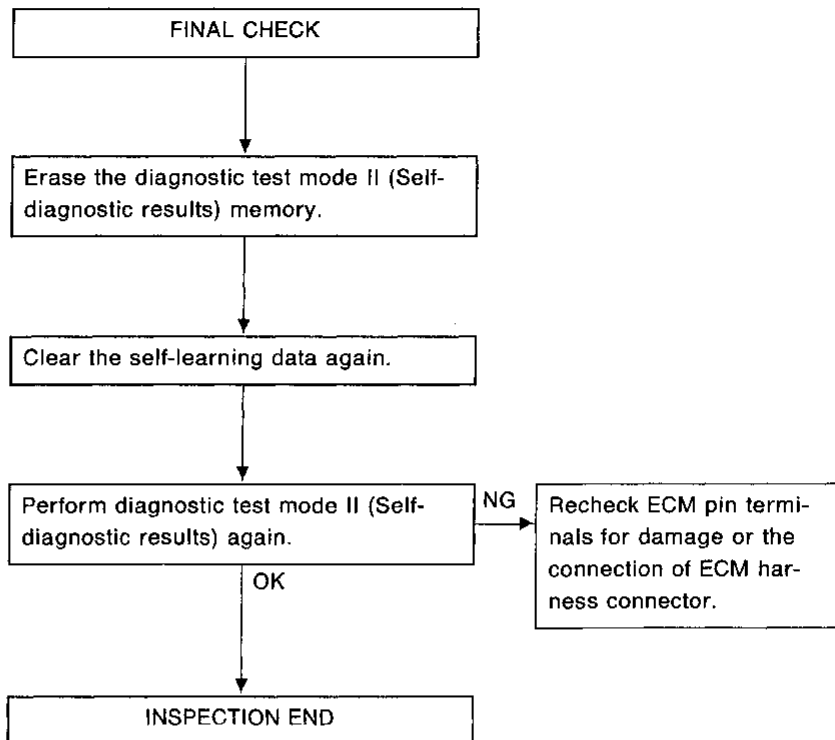 FINAL CHECK
Erase the diagnostic test mode II (Self-
diagnostic results) memory.
Clear the self-learning data again.
Perform diagnostic test mode II (Self-
diagnostic results) again.
NG
Recheck ECM pin termi-
nals for damage or the
connection of ECM har-
ness connector.
OK
INSPECTION END